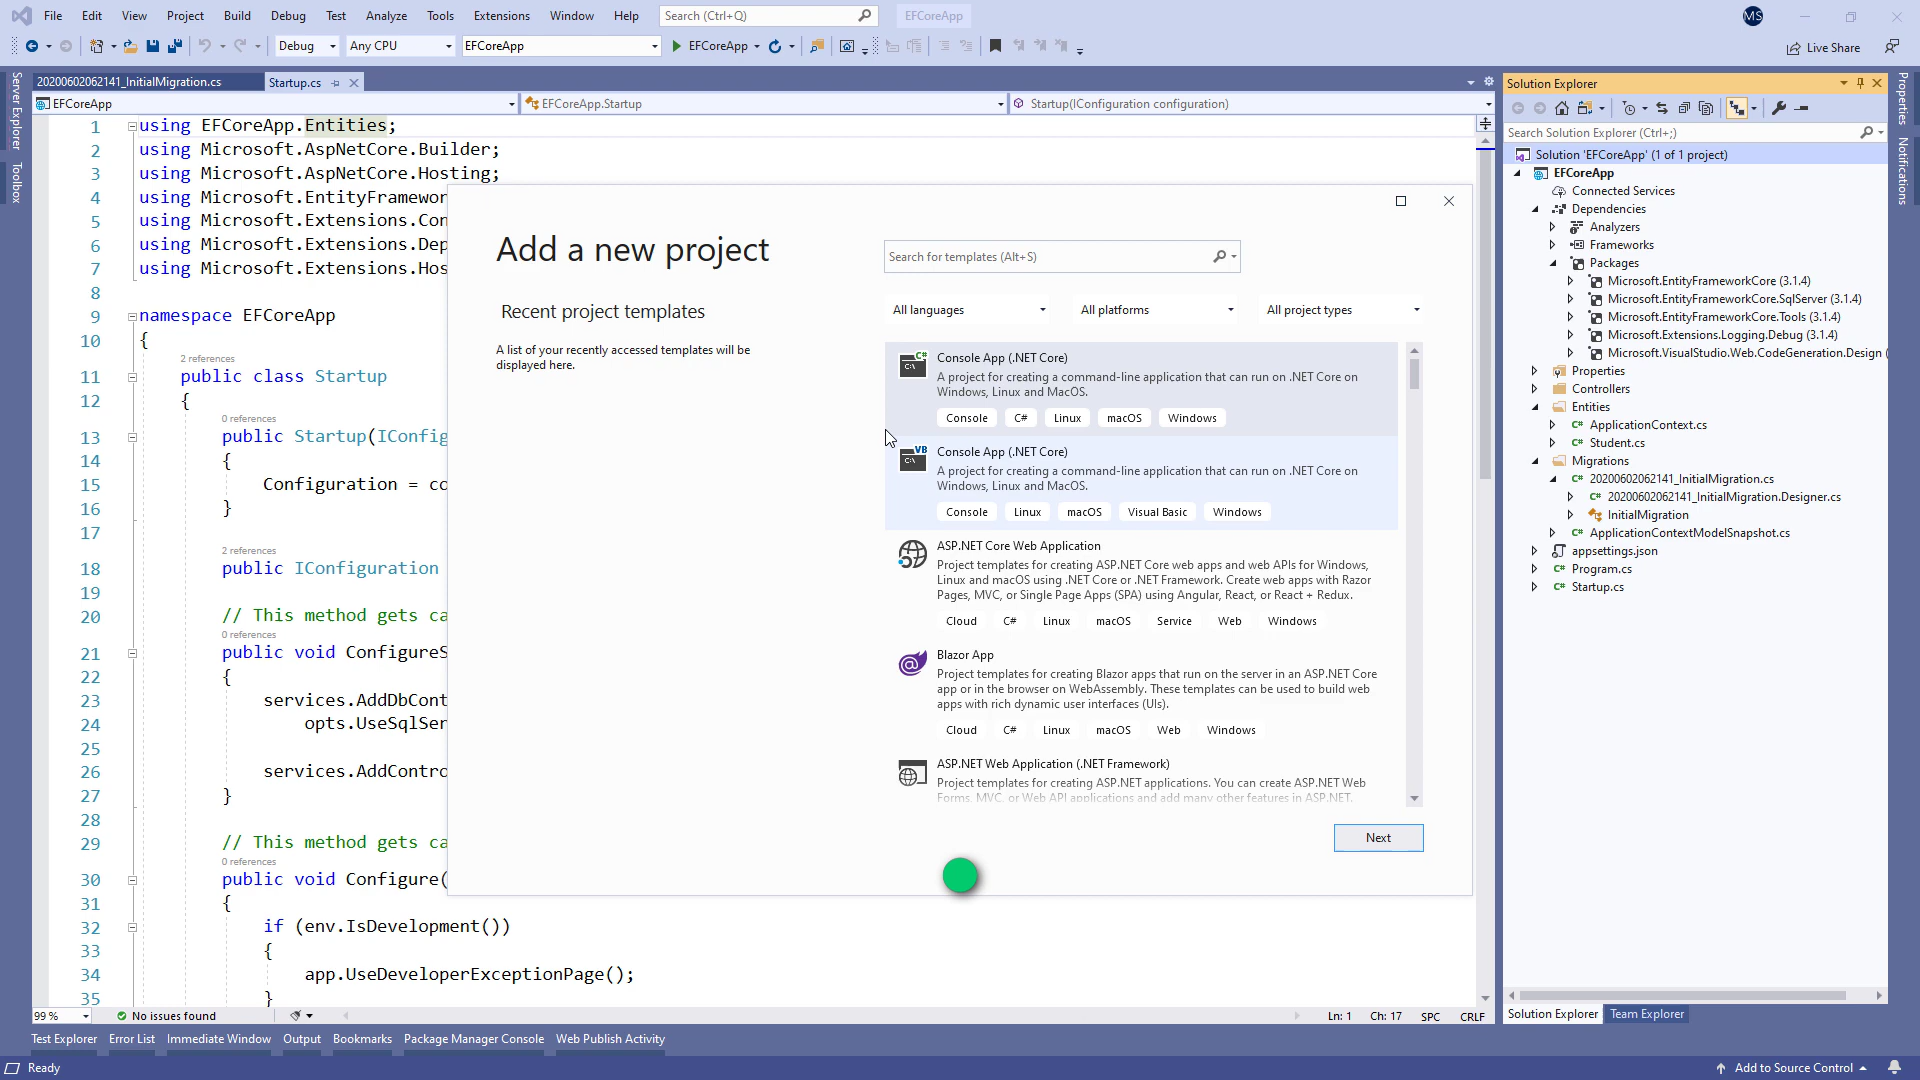 File Edit View Project Build Debug Test Analyze Tools Extensions Window Help Search (Ctrl+Q) EFCoreApp MS
Debug Any CPU EFCoreApp EFCoreApp Live Share
Server Explorer
Toolbox
20200602062141_InitialMigration.cs Startup.cs
EFCoreApp EFCoreApp.Startup Startup(IConfiguration configuration)
1 using EFCoreApp.Entities;
2 using Microsoft.AspNetCore.Builder;
3 using Microsoft.AspNetCore.Hosting;
4 using Microsoft.EntityFramewor
5 using Microsoft.Extensions.Con
6 using Microsoft.Extensions.Dep
7 using Microsoft.Extensions.Hos
8
9 namespace EFCoreApp
10 {
2 references
11 public class Startup
12 {
0 references
13 public Startup(IConfig
14 {
15 Configuration = co
16 }
17
2 references
18 public IConfiguration
19
20 // This method gets ca
0 references
21 public void ConfigureS
22 {
23 services.AddDbCont
24 opts.UseSqlSer
25
26 services.AddContro
27 }
28
29 // This method gets ca
0 references
30 public void Configure(
31 {
32 if (env.IsDevelopment())
33 {
34 app.UseDeveloperExceptionPage();
35 }
Add a new project
Search for templates (Alt+S)
Recent project templates
All languages All platforms All project types
A list of your recently accessed templates will be
displayed here.
Console App (.NET Core)
A project for creating a command-line application that can run on .NET Core on
Windows, Linux and MacOS.
Console C# Linux macOS Windows
Console App (.NET Core)
A project for creating a command-line application that can run on .NET Core on
Windows, Linux and MacOS.
Console Linux macOS Visual Basic Windows
ASP.NET Core Web Application
Project templates for creating ASP.NET Core web apps and web APIs for Windows,
Linux and macOS using .NET Core or .NET Framework. Create web apps with Razor
Pages, MVC, or Single Page Apps (SPA) using Angular, React, or React + Redux.
Cloud C# Linux macOS Service Web Windows
Blazor App
Project templates for creating Blazor apps that run on the server in an ASP.NET Core
app or in the browser on WebAssembly. These templates can be used to build web
apps with rich dynamic user interfaces (UIs).
Cloud C# Linux macOS Web Windows
ASP.NET Web Application (.NET Framework)
Project templates for creating ASP.NET applications. You can create ASP.NET Web
Forms, MVC, or Web API applications and add many other features in ASP.NET.
Next
Solution Explorer
Search Solution Explorer (Ctrl+;)
Solution 'EFCoreApp' (1 of 1 project)
EFCoreApp
Connected Services
Dependencies
Analyzers
Frameworks
Packages
Microsoft.EntityFrameworkCore (3.1.4)
Microsoft.EntityFrameworkCore.SqlServer (3.1.4)
Microsoft.EntityFrameworkCore.Tools (3.1.4)
Microsoft.Extensions.Logging.Debug (3.1.4)
Microsoft.VisualStudio.Web.CodeGeneration.Design (
Properties
Controllers
Entities
ApplicationContext.cs
Student.cs
Migrations
20200602062141_InitialMigration.cs
20200602062141_InitialMigration.Designer.cs
InitialMigration
ApplicationContextModelSnapshot.cs
appsettings.json
Program.cs
Startup.cs
Properties
Notifications
99 % No issues found Ln: 1 Ch: 17 SPC CRLF
Solution Explorer Team Explorer
Test Explorer Error List Immediate Window Output Bookmarks Package Manager Console Web Publish Activity
Ready Add to Source Control